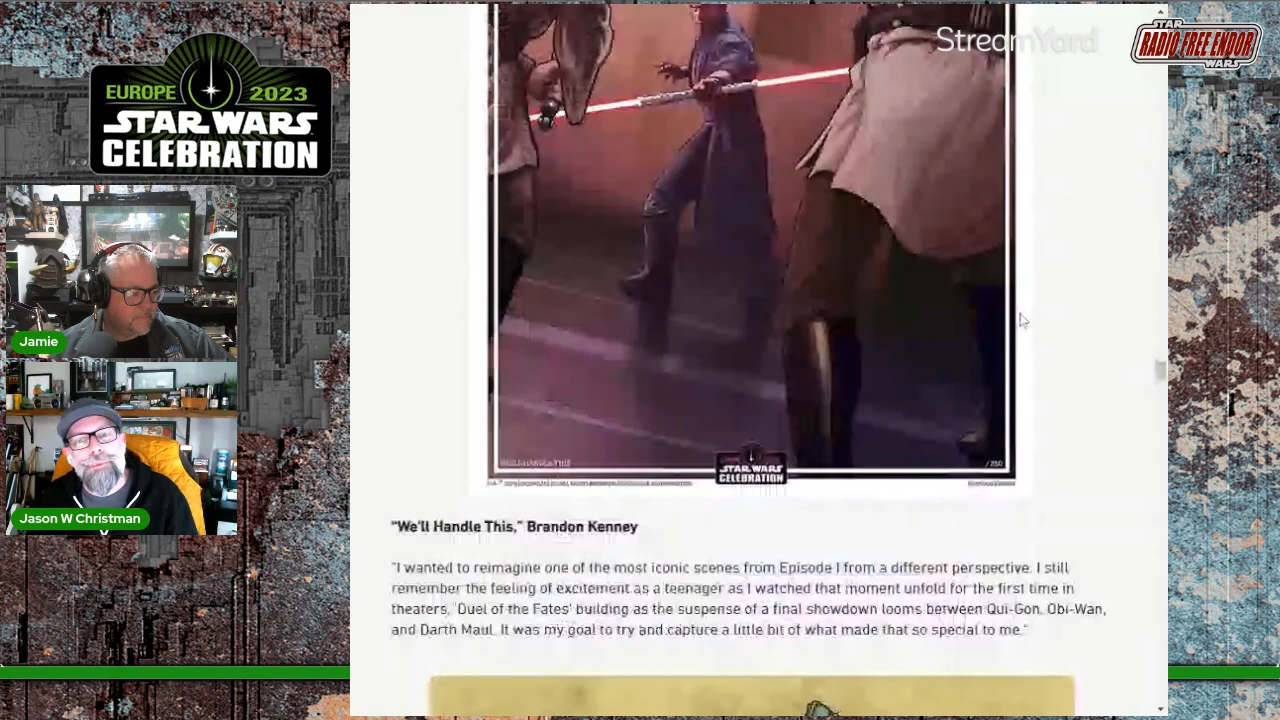 StreamYard
STAR
RADIO FREE ENDOR
WARS
EUROPE 2023
STAR WARS
CELEBRATION
Jamie
Jason W Christman
STAR WARS
CELEBRATION
/ 250
"We'll Handle This," Brandon Kenney
"I wanted to reimagine one of the most iconic scenes from Episode I from a different perspective. I still
remember the feeling of excitement as a teenager as I watched that moment unfold for the first time in
theaters, 'Duel of the Fates' building as the suspense of a final showdown looms between Qui-Gon, Obi-Wan,
and Darth Maul. It was my goal to try and capture a little bit of what made that so special to me."